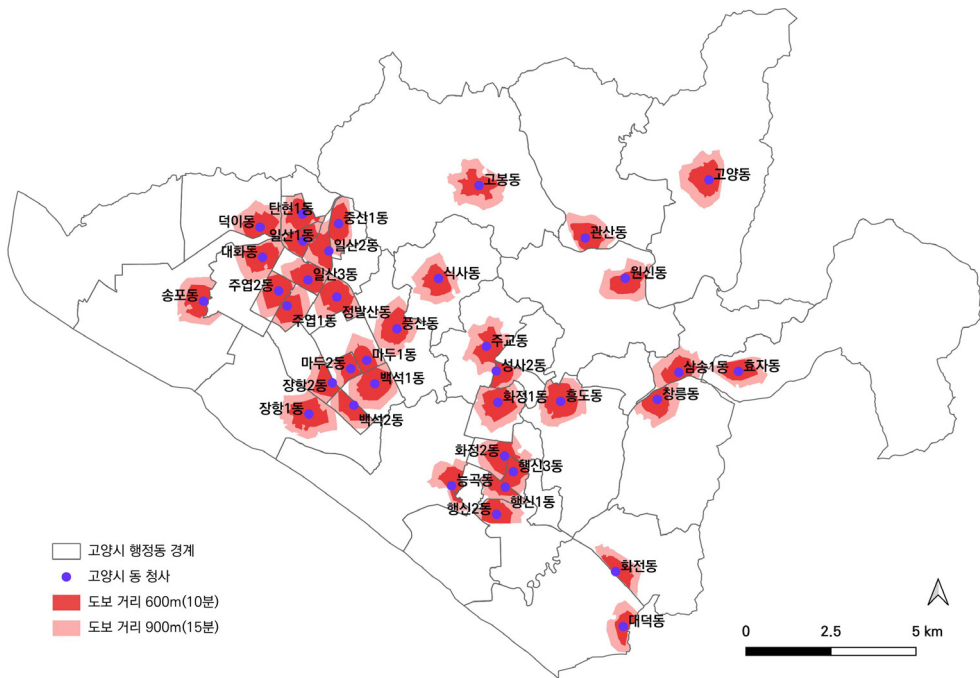 고봉동
고양동
탄현1동
중산1동
덕이동
일산1동
관산동
일산2동
대화동
일산3동
식사동
원신동
주엽2동
송포동
정발산동
주엽1동
풍산동
주교동
마두1동
마두2동
성사2동
삼송1동
효자동
백석1동
장항2동
화정1동
흥도동
창릉동
장항1동
백석2동
화정2동
행신3동
능곡동
행신1동
행신2동
화전동
대덕동
고양시 행정동 경계
고양시 동 청사
도보 거리 600m(10분)
도보 거리 900m(15분)
0 2.5 5 km